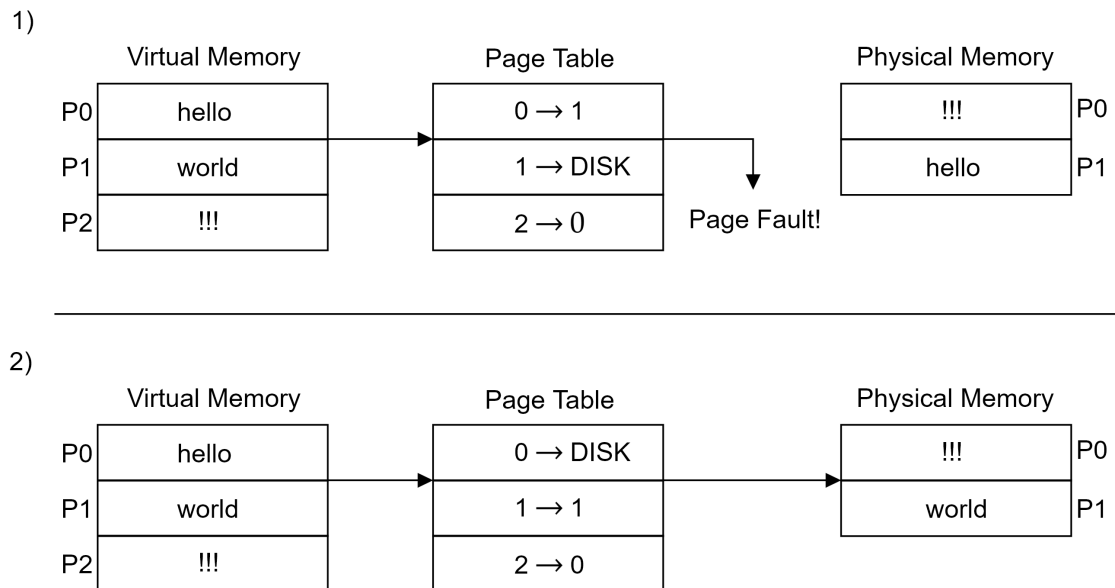 1)
Virtual Memory Page Table Physical Memory
P0 hello 0 → 1 !!! P0
P1 world 1 → DISK hello P1
P2 !!! 2 → 0 Page Fault!
2)
Virtual Memory Page Table Physical Memory
P0 hello 0 → DISK !!! P0
P1 world 1 → 1 world P1
P2 !!! 2 → 0